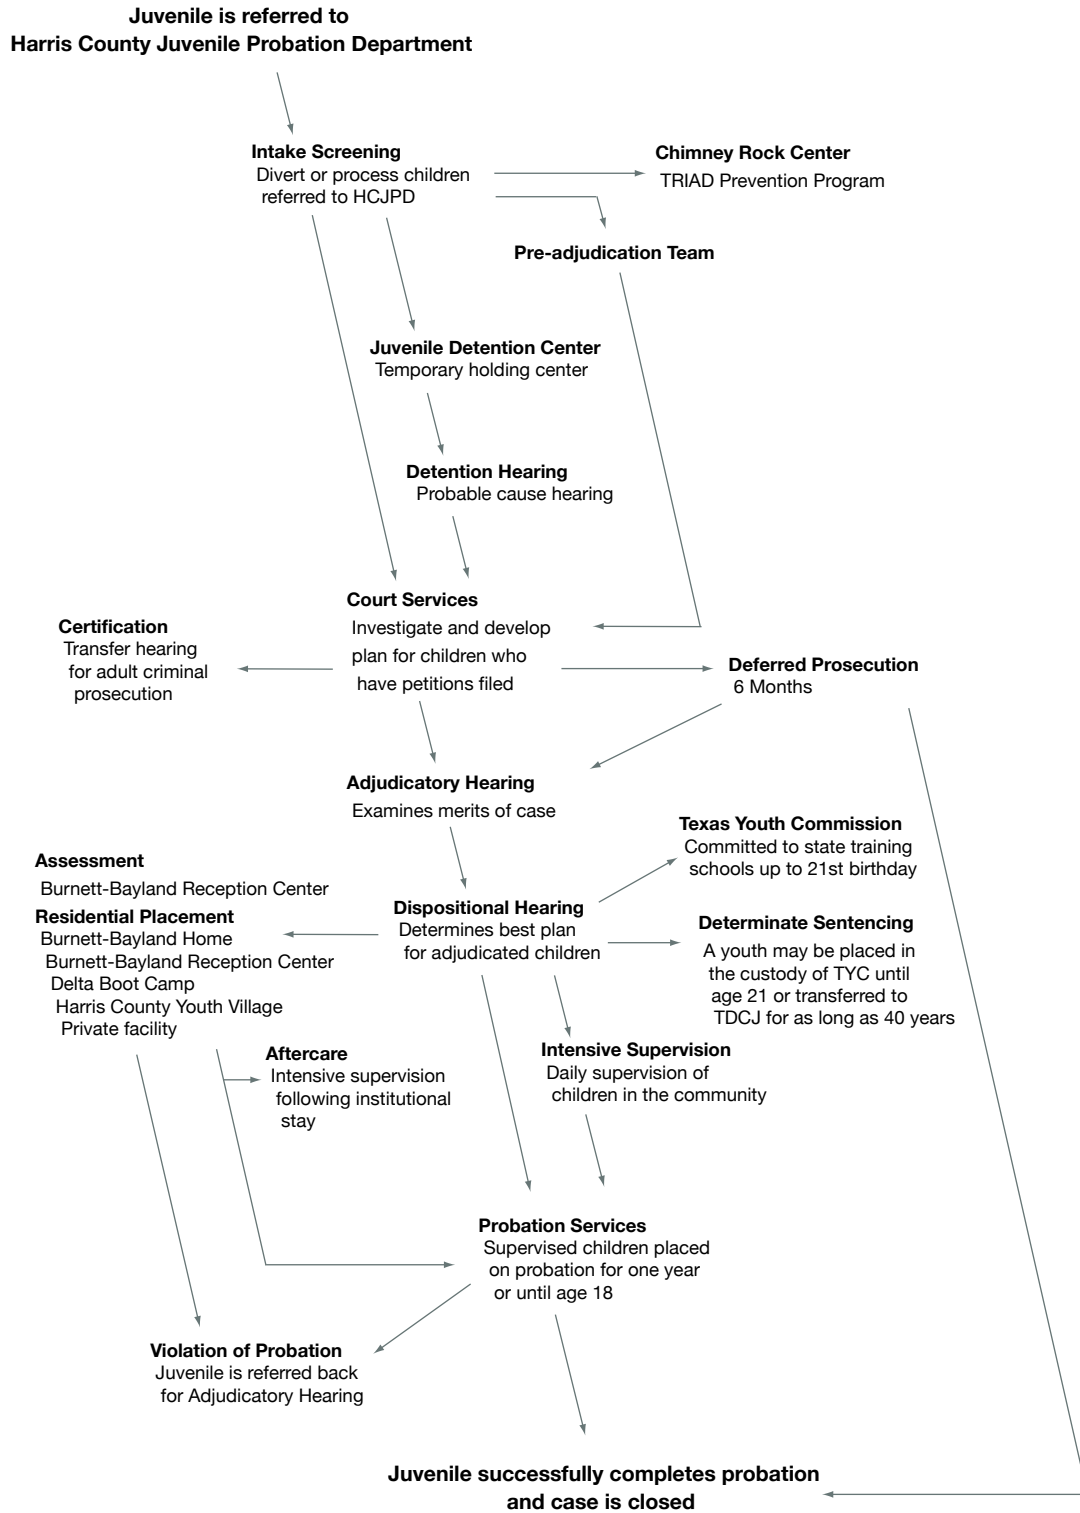 Juvenile is referred to
Harris County Juvenile Probation Department
Intake Screening
Divert or process children
referred to HCJPD
Chimney Rock Center
TRIAD Prevention Program
Pre-adjudication Team
Juvenile Detention Center
Temporary holding center
Detention Hearing
Probable cause hearing
Court Services
Investigate and develop
plan for children who
have petitions filed
Certification
Transfer hearing
for adult criminal
prosecution
Deferred Prosecution
6 Months
Adjudicatory Hearing
Examines merits of case
Texas Youth Commission
Committed to state training
schools up to 21st birthday
Assessment
Burnett-Bayland Reception Center
Residential Placement
Burnett-Bayland Home
Burnett-Bayland Reception Center
Delta Boot Camp
Harris County Youth Village
Private facility
Dispositional Hearing
Determines best plan
for adjudicated children
Determinate Sentencing
A youth may be placed in
the custody of TYC until
age 21 or transferred to
TDCJ for as long as 40 years
Aftercare
Intensive supervision
following institutional
stay
Intensive Supervision
Daily supervision of
children in the community
Probation Services
Supervised children placed
on probation for one year
or until age 18
Violation of Probation
Juvenile is referred back
for Adjudicatory Hearing
Juvenile successfully completes probation
and case is closed